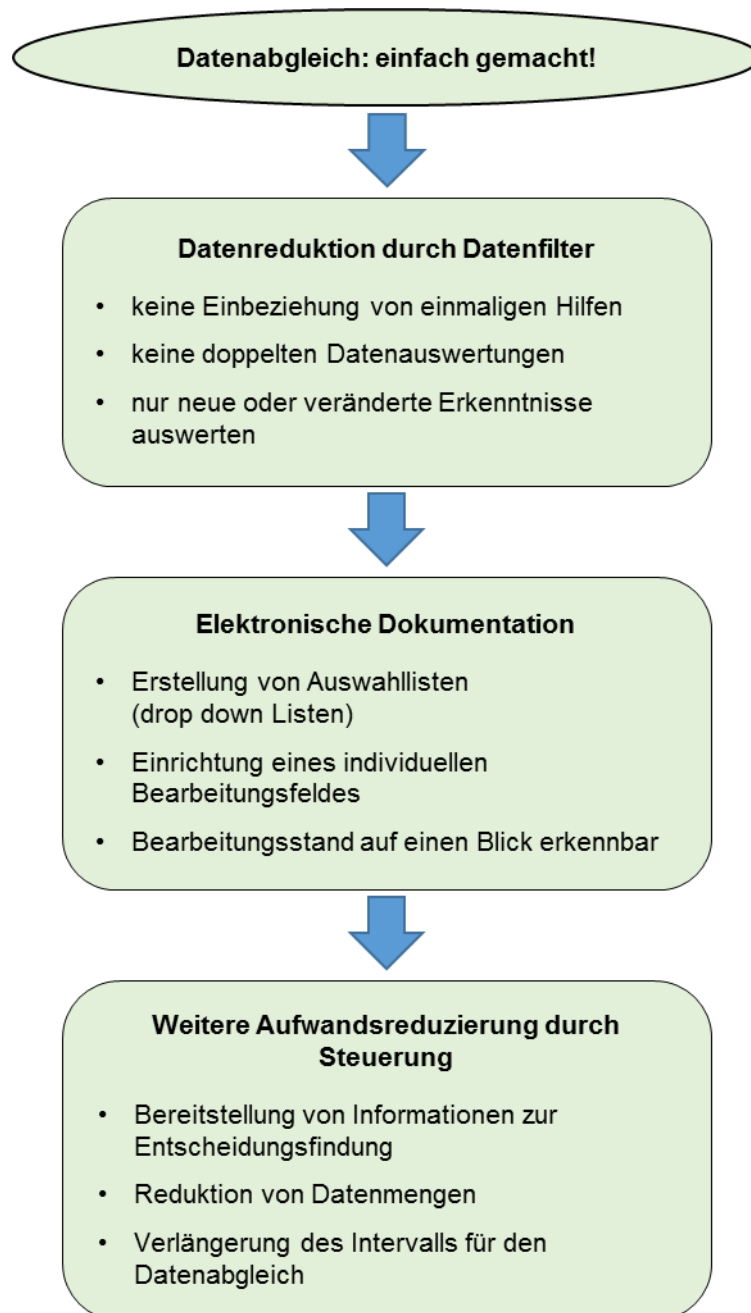 Datenabgleich: einfach gemacht!
Datenreduktion durch Datenfilter
• keine Einbeziehung von einmaligen Hilfen
• keine doppelten Datenauswertungen
• nur neue oder veränderte Erkenntnisse
auswerten
Elektronische Dokumentation
• Erstellung von Auswahllisten
(drop down Listen)
• Einrichtung eines individuellen
Bearbeitungsfeldes
• Bearbeitungsstand auf einen Blick erkennbar
Weitere Aufwandsreduzierung durch
Steuerung
• Bereitstellung von Informationen zur
Entscheidungsfindung
• Reduktion von Datenmengen
• Verlängerung des Intervalls für den
Datenabgleich